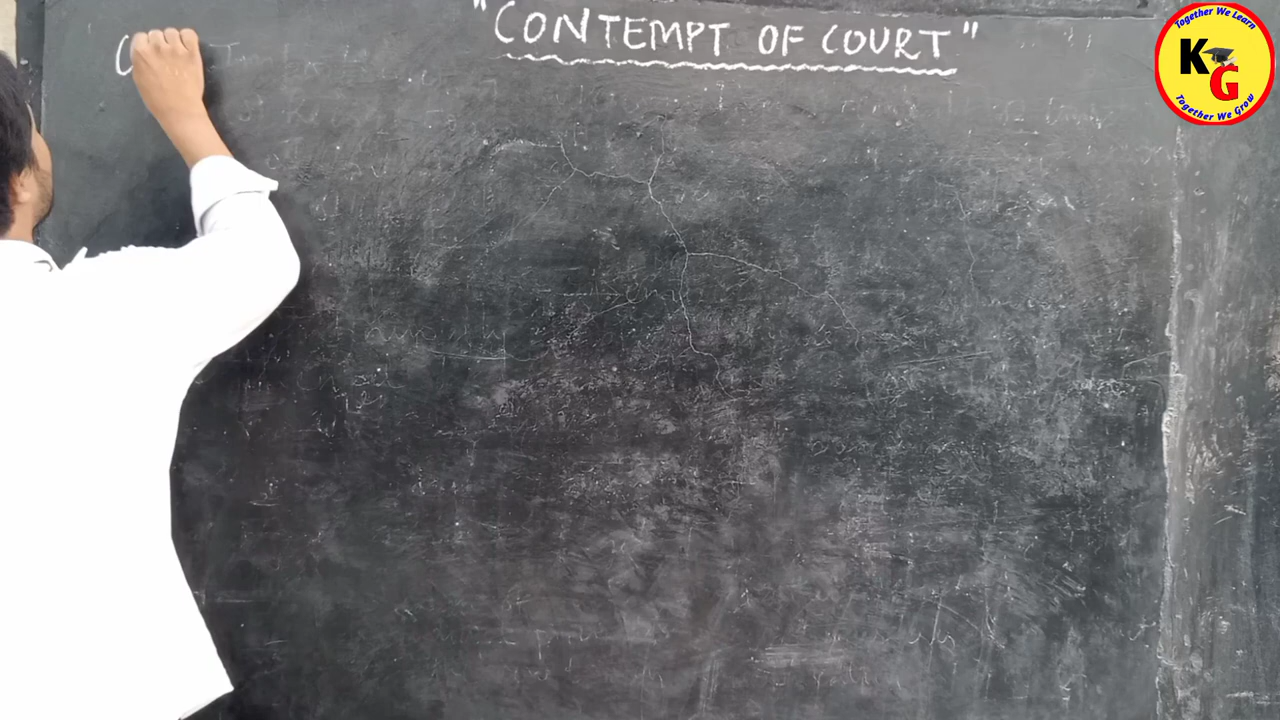 "CONTEMPT OF COURT"
C
Together We Learn
KG
Together We Grow